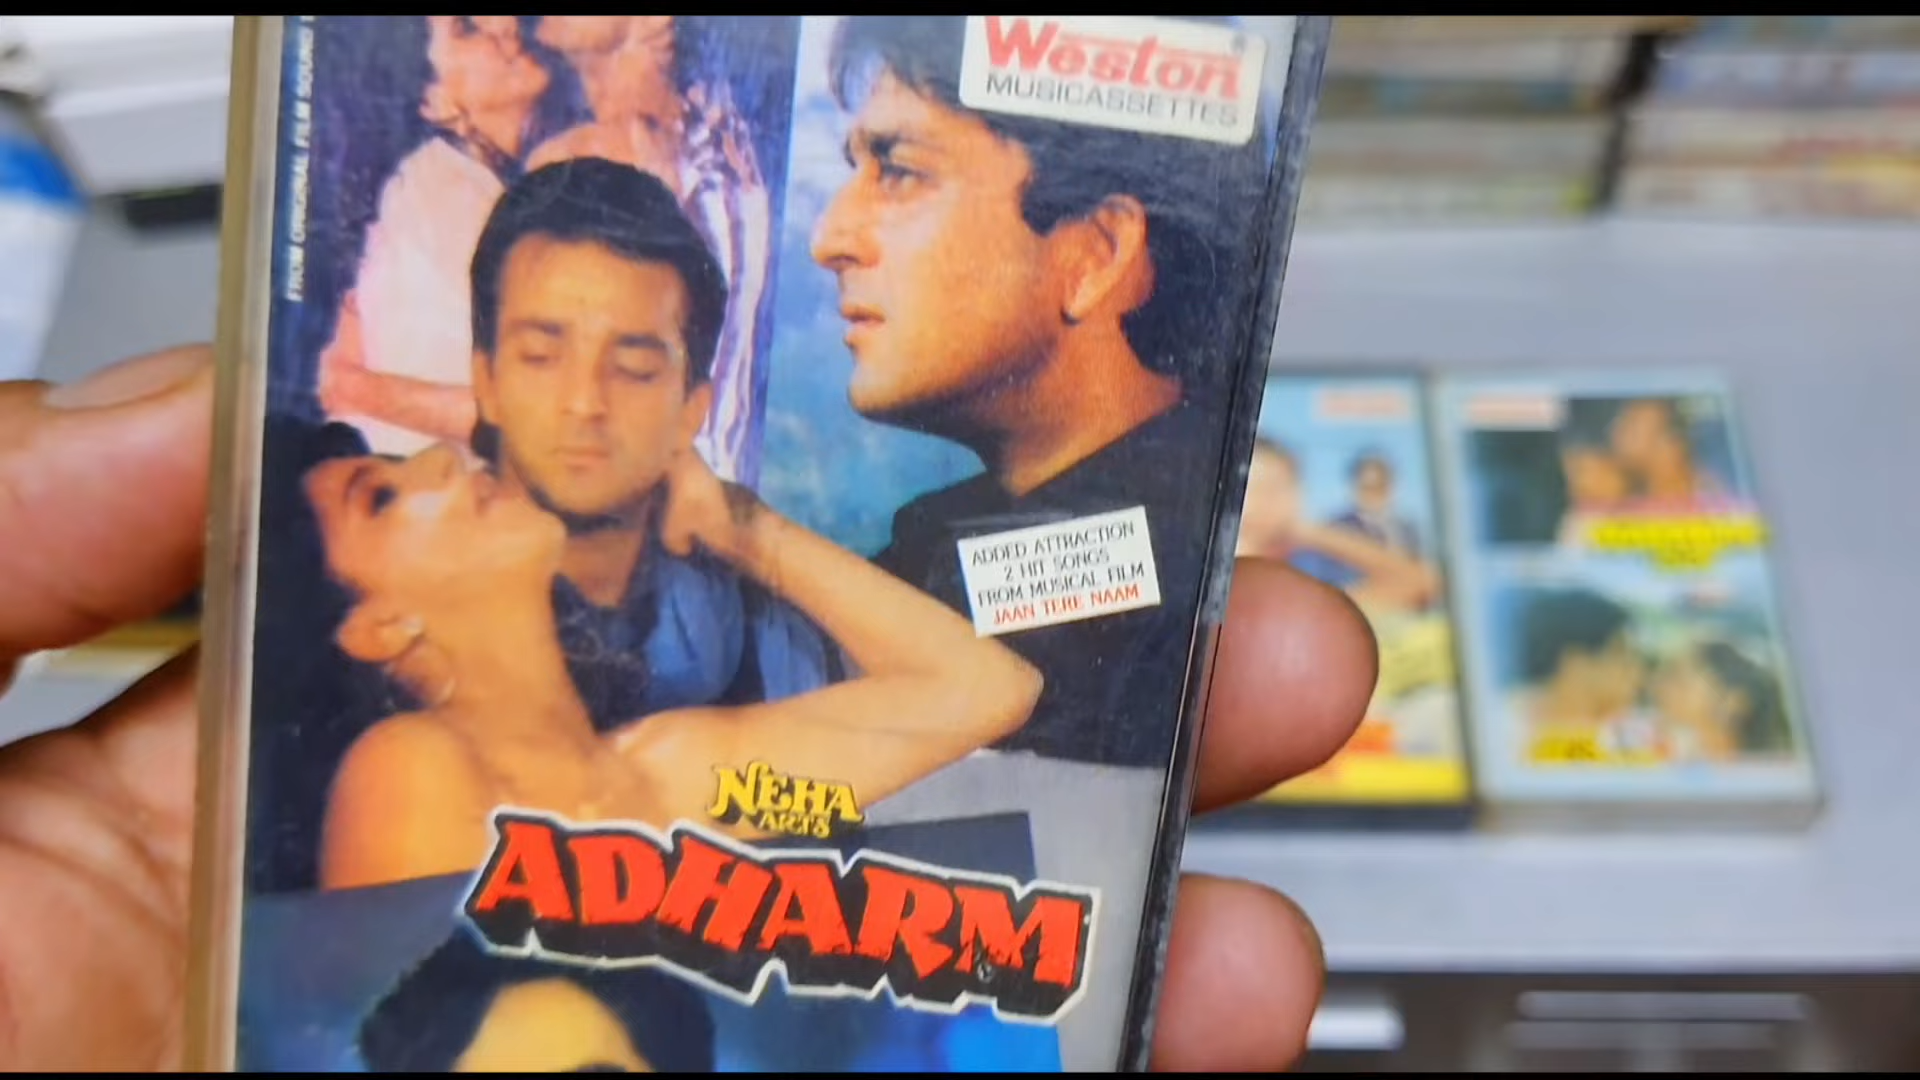 FROM ORIGINAL FILM SOUND
Weston
MUSICASSETTES
ADDED ATTRACTION
2 HIT SONGS
FROM MUSICAL FILM
JAAN TERE NAAM
NEHA
ARTS
ADHARM